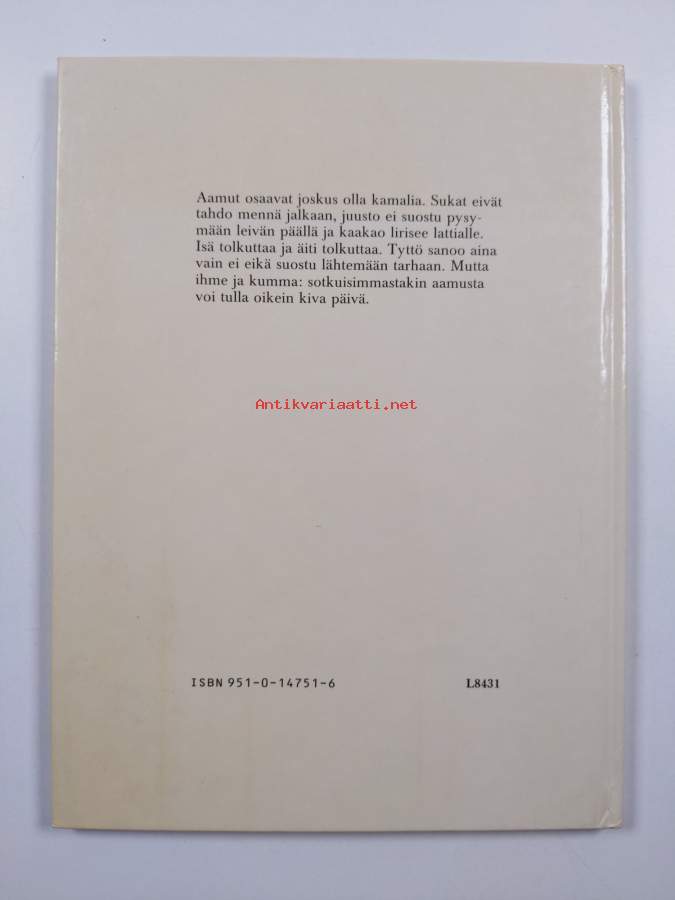 Aamut osaavat joskus olla kamalia. Sukat eivät
tahdo mennä jalkaan, juusto ei suostu pysy-
mään leivän päällä ja kaakao lirisee lattialle.
Isä tolkuttaa ja äiti tolkuttaa. Tyttö sanoo aina
vain ei eikä suostu lähtemään tarhaan. Mutta
ihme ja kumma: sotkuisimmastakin aamusta
voi tulla oikein kiva päivä.
Antikvariaatti.net
ISBN 951-0-14751-6 L8431